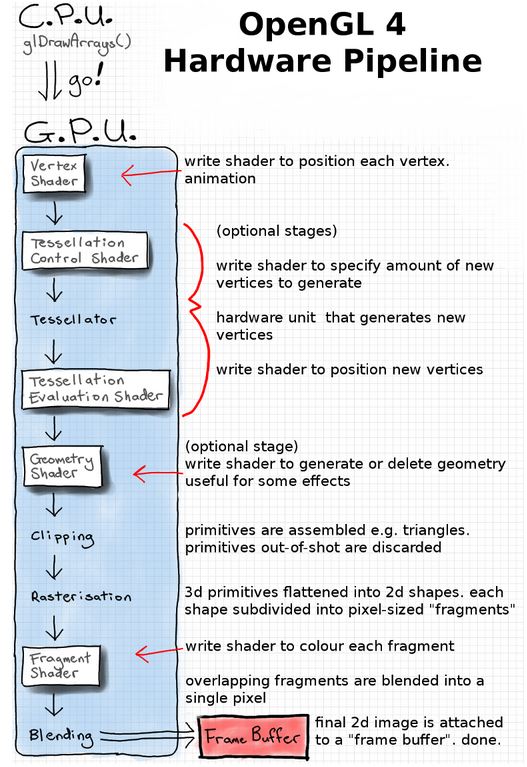 C.P.U.
glDrawArrays()
go!
OpenGL 4
Hardware Pipeline
G.P.U.
Vertex
Shader
write shader to position each vertex.
animation
Tessellation
Control Shader
(optional stages)
write shader to specify amount of new
vertices to generate
Tessellator
hardware unit that generates new
vertices
Tessellation
Evaluation Shader
write shader to position new vertices
Geometry
Shader
(optional stage)
write shader to generate or delete geometry
useful for some effects
Clipping
primitives are assembled e.g. triangles.
primitives out-of-shot are discarded
Rasterisation
3d primitives flattened into 2d shapes. each
shape subdivided into pixel-sized "fragments"
Fragment
Shader
write shader to colour each fragment
overlapping fragments are blended into a
single pixel
Blending
Frame Buffer
final 2d image is attached
to a "frame buffer". done.